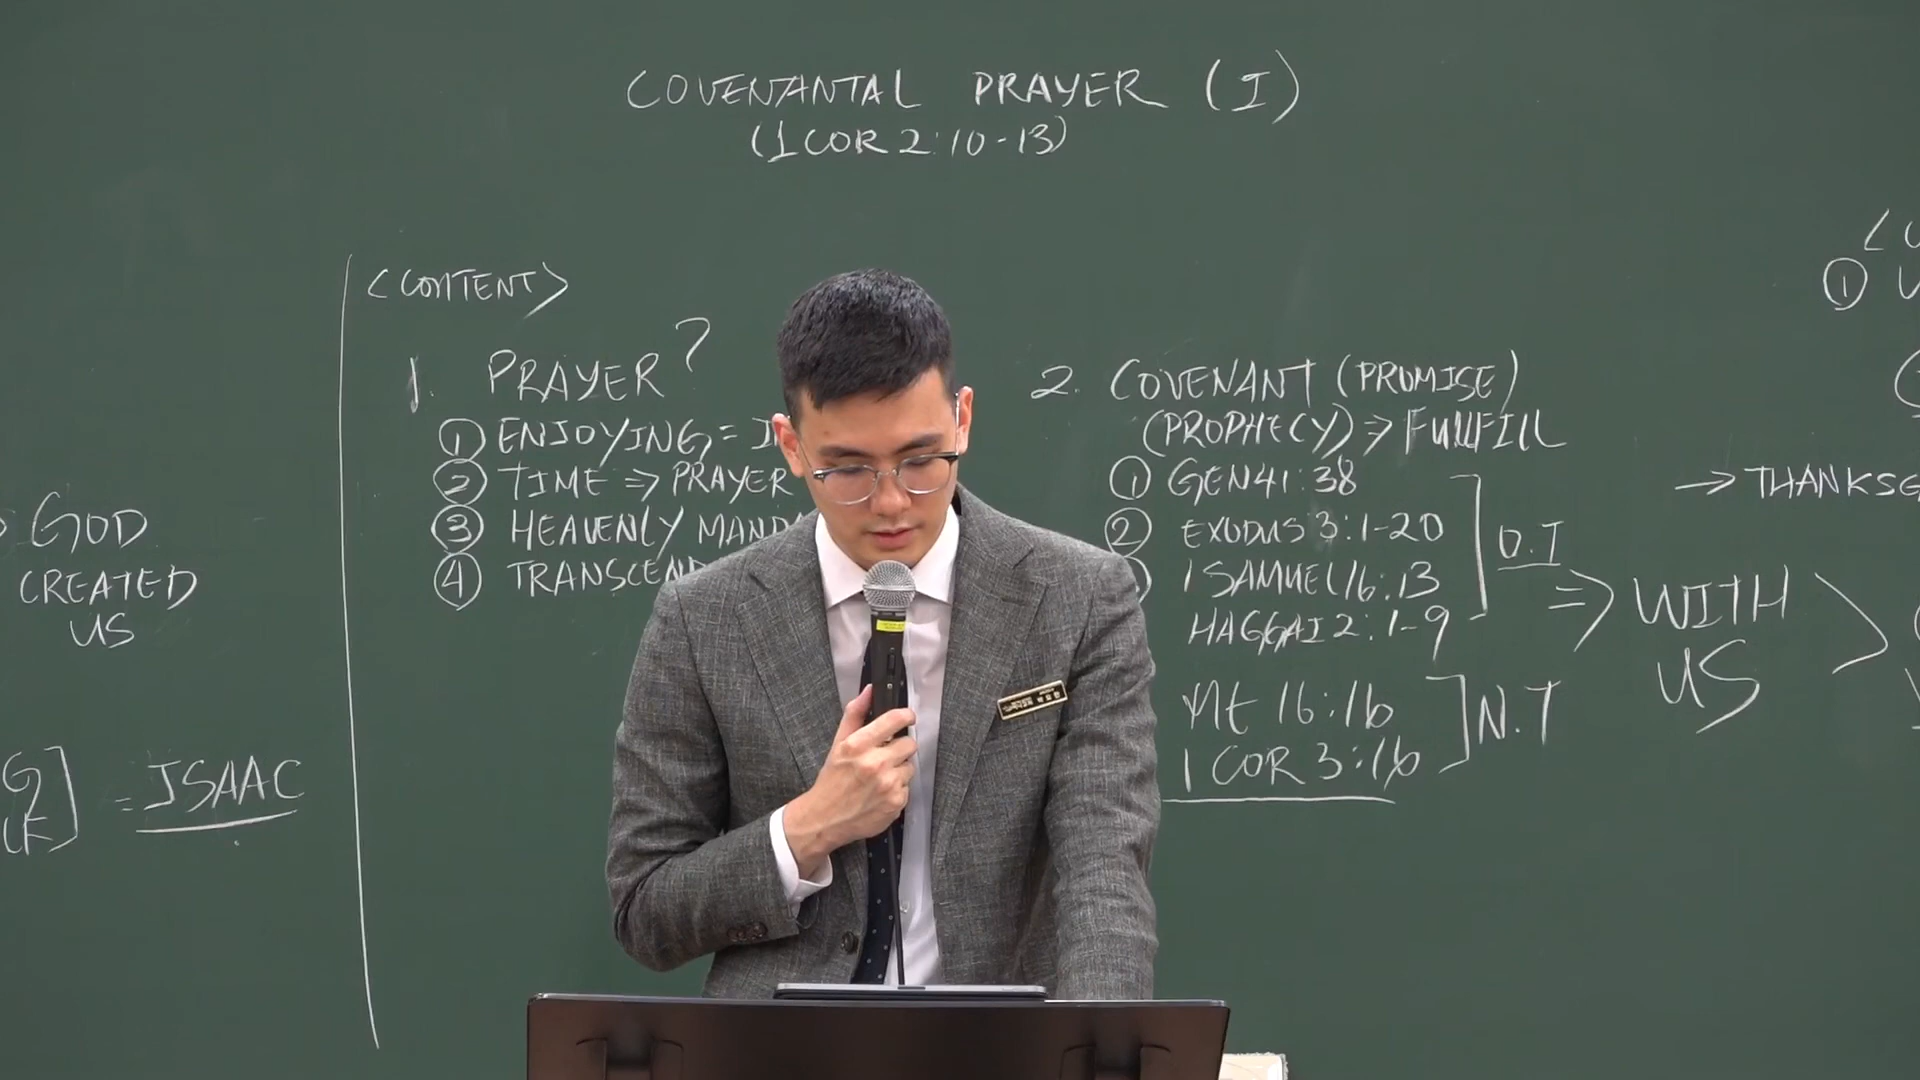 COVENANTAL PRAYER (I)
(1 COR 2:10-13)
GOD
CREATED
US
= ISAAC
<CONTENT>
1. PRAYER?
① ENJOYING =
② TIME ⇒ PRAYER
③ HEAVENLY
④
2. COVENANT (PROMISE)
(PROPHECY) ⇒ FULLFILL
① GEN 41:38
② EXODUS 3:1-20
1 SAMUEL 16:13
HAGGAI 2:1-9
O.T
Mt 16:16
1 COR 3:16
N.T
⇒ WITH
US
①
→